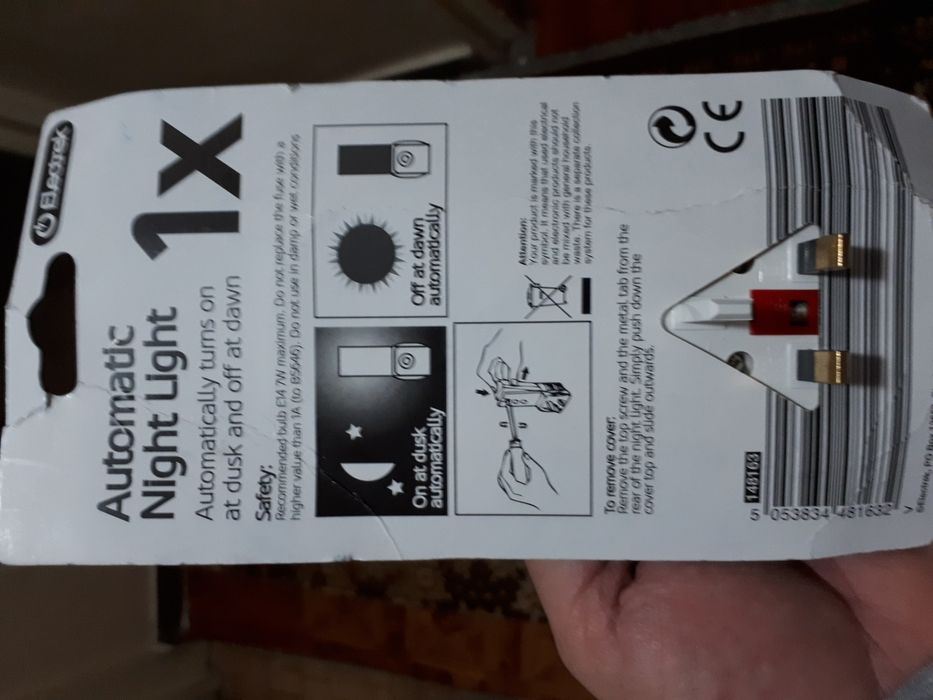 Electrek
Automatic
Night Light
1x
Automatically turns on
at dusk and off at dawn
Safety:
Recommended bulb E14 7W maximum. Do not replace the fuse with a
higher value than 1A (to BS646). Do not use in damp or wet conditions
On at dusk
automatically
Off at dawn
automatically
Attention:
Your product is marked with this
symbol. It means that used electrical
and electronic products should not
be mixed with general household
waste. There is a separate collection
system for these products.
To remove cover:
Remove the top screw and the metal tab from the
rear of the night light. Simply push down the
cover top and slide outwards.
CE
148163
5 053834 481632 >
©Electrek, PO Box